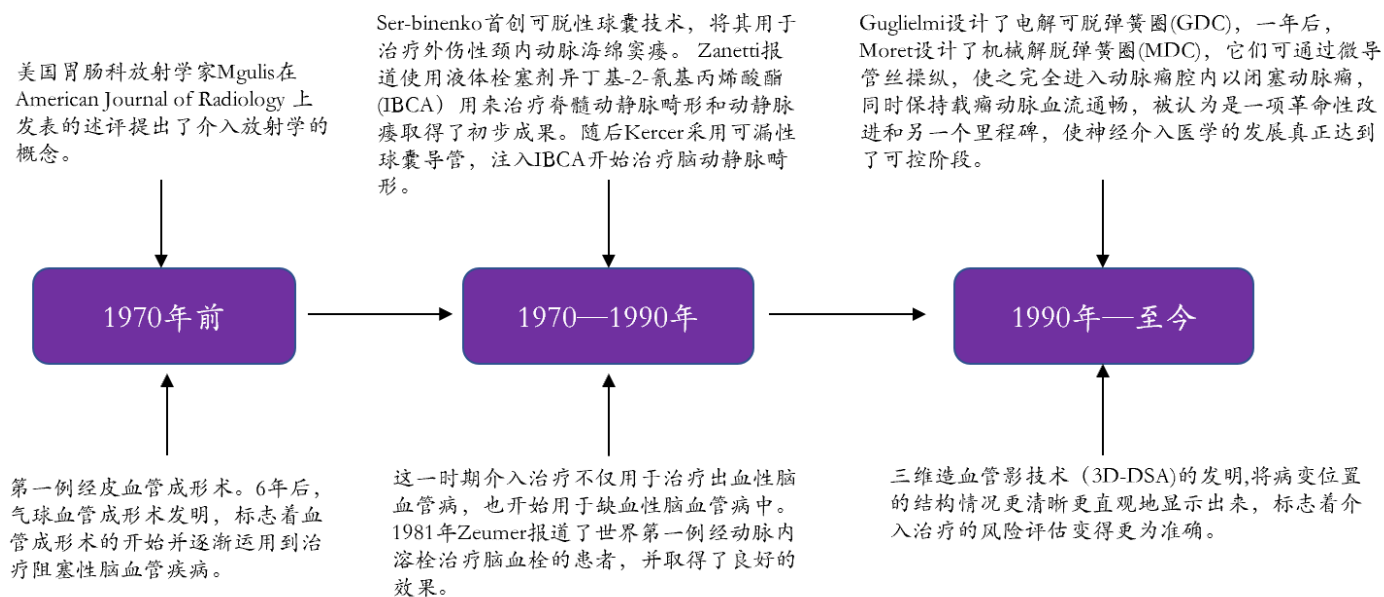 美国胃肠科放射学家Mgulis在
American Journal of Radiology 上
发表的述评提出了介入放射学的
概念。
Ser-binenko首创可脱性球囊技术，将其用于
治疗外伤性颈内动脉海绵窦瘘。 Zanetti报
道使用液体栓塞剂异丁基-2-氰基丙烯酸酯
(IBCA）用来治疗脊髓动静脉畸形和动静脉
瘘取得了初步成果。随后Kercer采用可漏性
球囊导管，注入IBCA开始治疗脑动静脉畸
形。
Guglielmi设计了电解可脱弹簧圈(GDC)，一年后，
Moret设计了机械解脱弹簧圈(MDC)，它们可通过微导
管丝操纵，使之完全进入动脉瘤腔内以闭塞动脉瘤，
同时保持载瘤动脉血流通畅，被认为是一项革命性改
进和另一个里程碑，使神经介入医学的发展真正达到
了可控阶段。
1970年前
1970—1990年
1990年—至今
第一例经皮血管成形术。6年后，
气球血管成形术发明，标志着血
管成形术的开始并逐渐运用到治
疗阻塞性脑血管疾病。
这一时期介入治疗不仅用于治疗出血性脑
血管病，也开始用于缺血性脑血管病中。
1981年Zeumer报道了世界第一例经动脉内
溶栓治疗脑血栓的患者，并取得了良好的
效果。
三维造血管影技术（3D-DSA)的发明,将病变位置
的结构情况更清晰更直观地显示出来，标志着介
入治疗的风险评估变得更为准确。